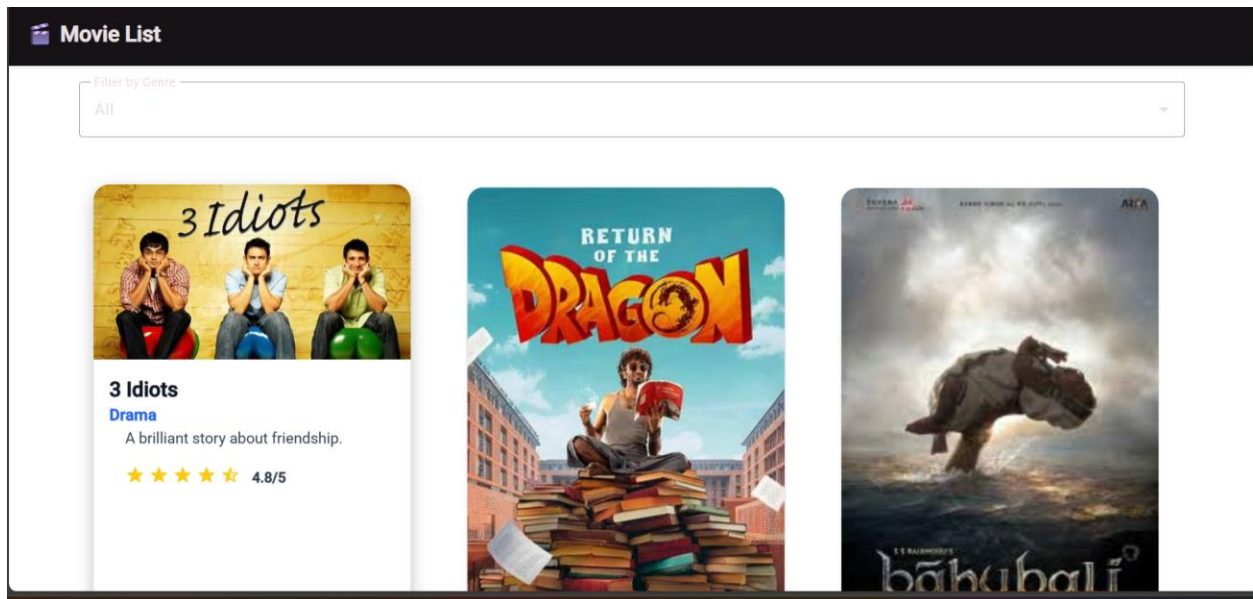 Movie List
Filter by Genre
All
3 Idiots
3 Idiots
Drama
A brilliant story about friendship.
4.8/5
RETURN
OF THE
DRAGON
S S RAJAMOULI'S
bāhubali